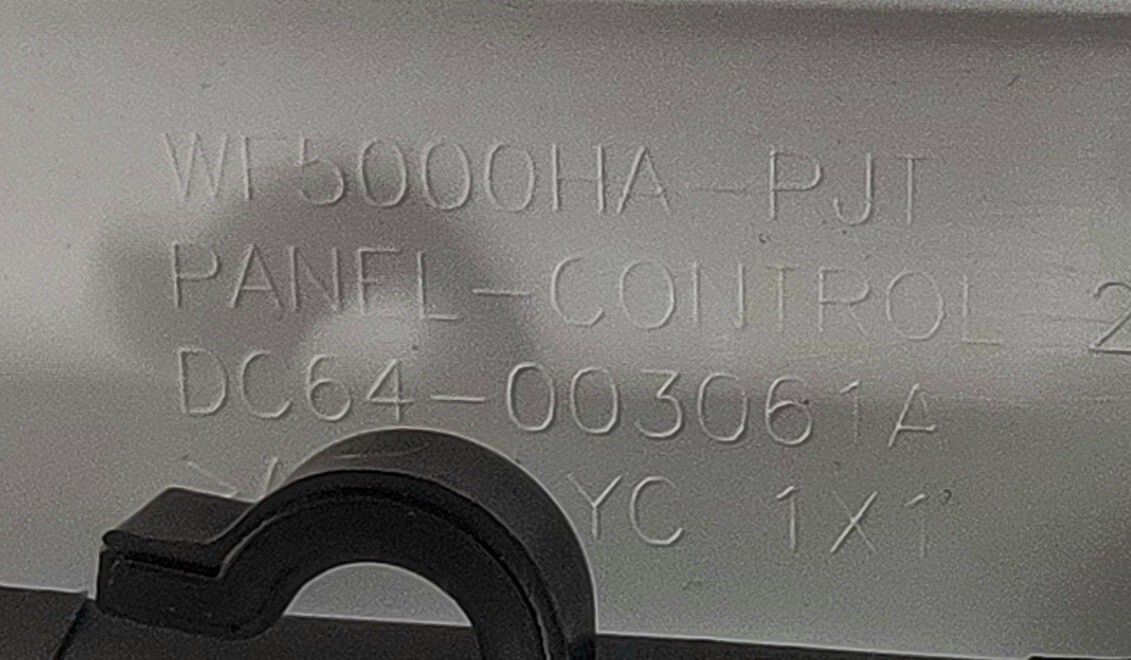 WF5000HA-PJT
PANEL-CONTROL 2
DC64-003061A
YC 1X1